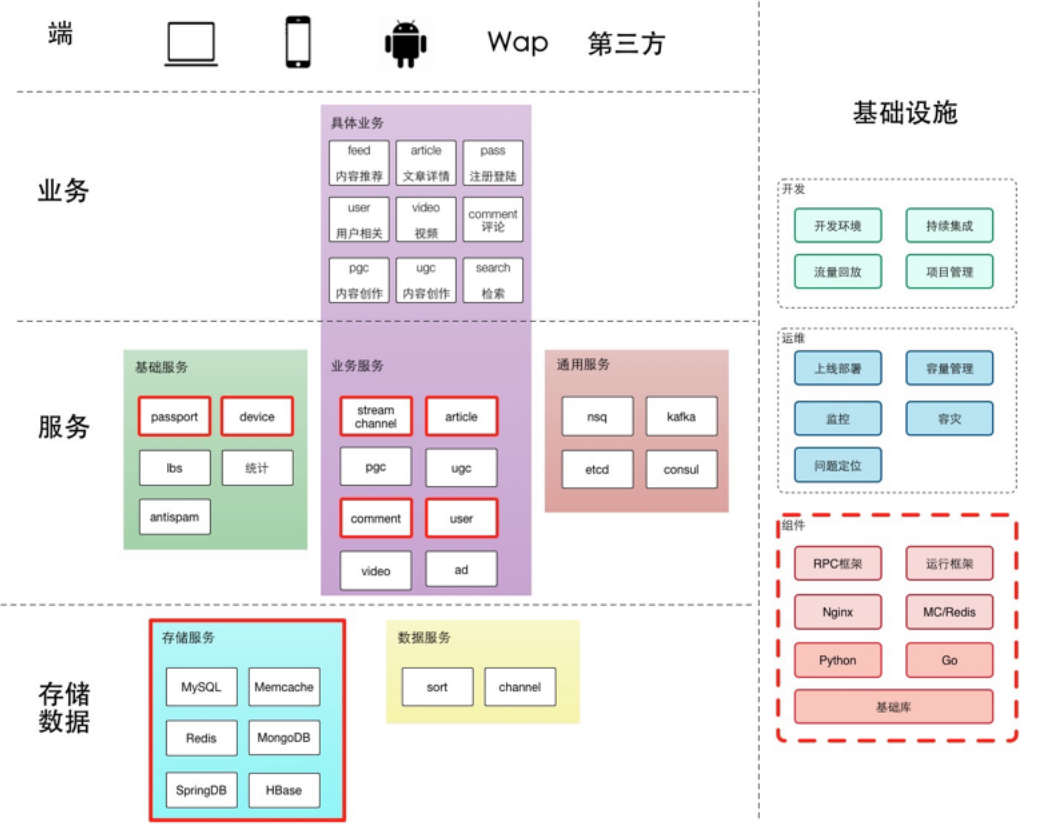 端
Wap
第三方
业务
具体业务
feed
内容推荐
article
文章详情
pass
注册登陆
user
用户相关
video
视频
comment
评论
pgc
内容创作
ugc
内容创作
search
检索
服务
基础服务
passport
device
lbs
统计
antispam
业务服务
stream
channel
article
pgc
ugc
comment
user
video
ad
通用服务
nsq
kafka
etcd
consul
存储
数据
存储服务
MySQL
Memcache
Redis
MongoDB
SpringDB
HBase
数据服务
sort
channel
基础设施
开发
开发环境
持续集成
流量回放
项目管理
运维
上线部署
容量管理
监控
容灾
问题定位
组件
RPC框架
运行框架
Nginx
MC/Redis
Python
Go
基础库